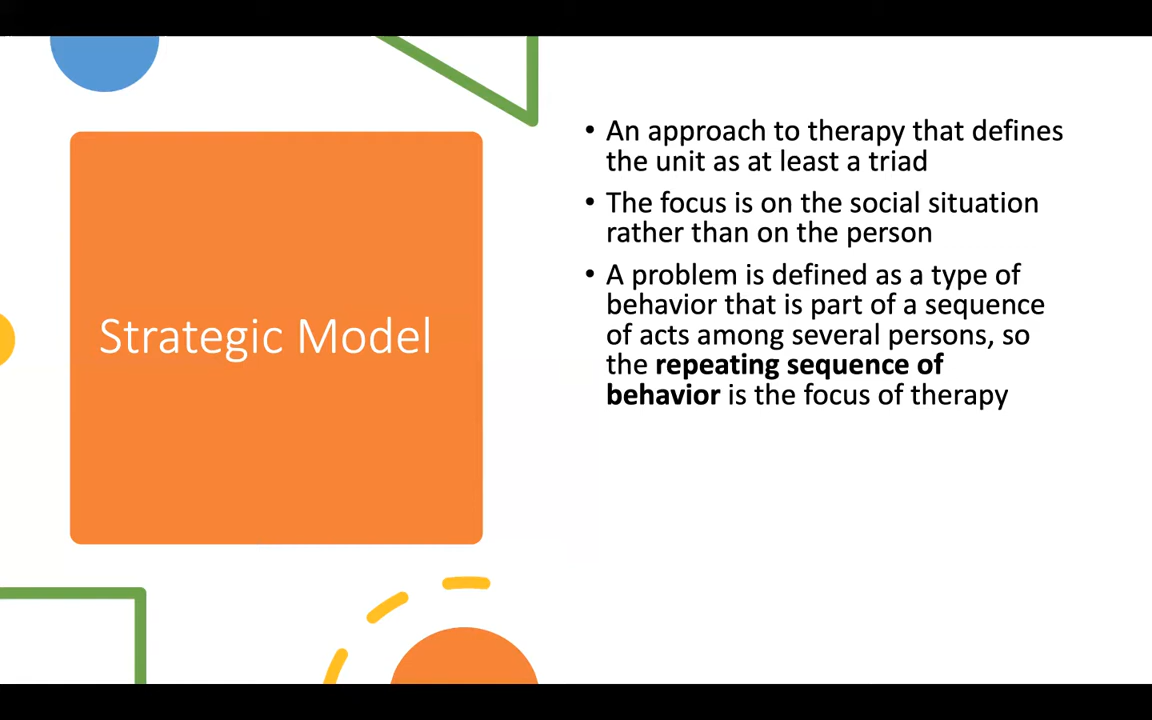 Strategic Model
• An approach to therapy that defines
the unit as at least a triad
• The focus is on the social situation
rather than on the person
• A problem is defined as a type of
behavior that is part of a sequence
of acts among several persons, so
the repeating sequence of
behavior is the focus of therapy